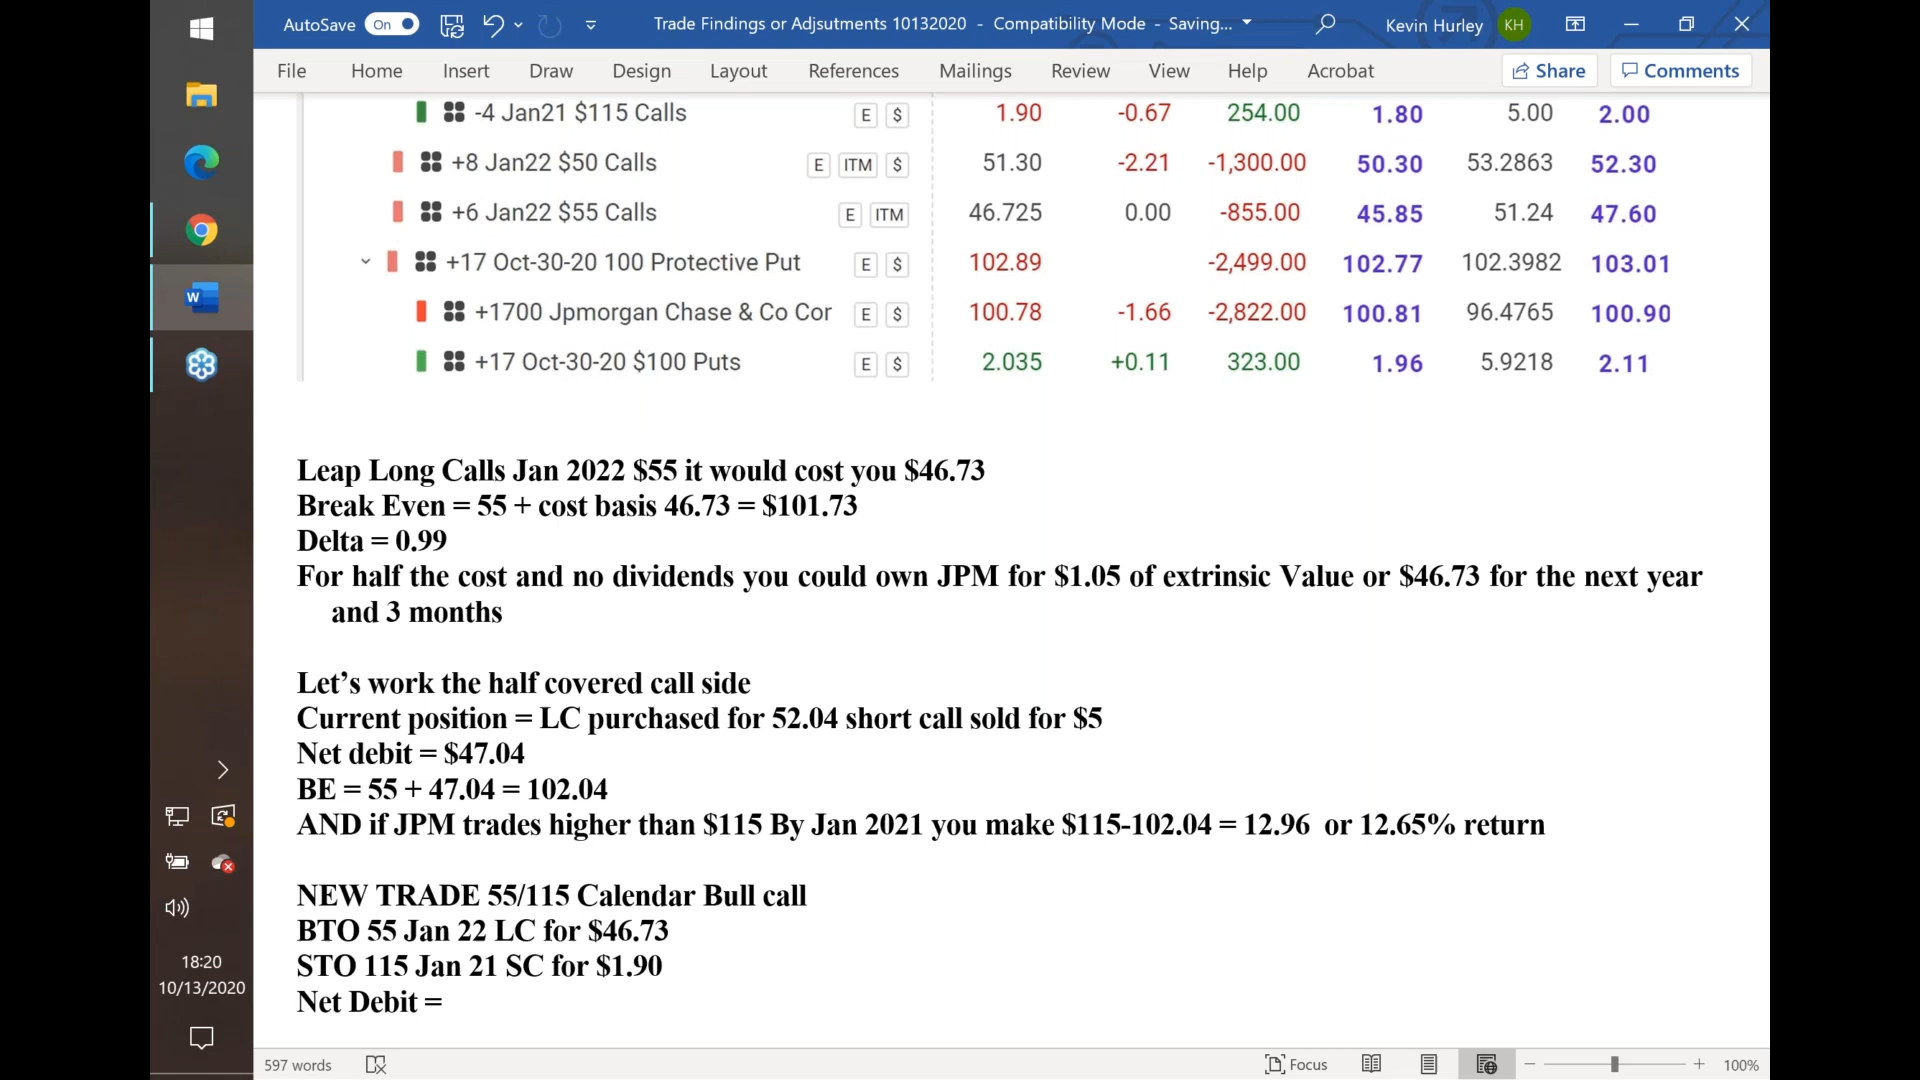 AutoSave On Trade Findings or Adjsutments 10132020 - Compatibility Mode - Saving... Kevin Hurley KH
File Home Insert Draw Design Layout References Mailings Review View Help Acrobat Share Comments
-4 Jan21 $115 Calls E $ 1.90 -0.67 254.00 1.80 5.00 2.00
+8 Jan22 $50 Calls E ITM $ 51.30 -2.21 -1,300.00 50.30 53.2863 52.30
+6 Jan22 $55 Calls E ITM 46.725 0.00 -855.00 45.85 51.24 47.60
+17 Oct-30-20 100 Protective Put E $ 102.89 -2,499.00 102.77 102.3982 103.01
+1700 Jpmorgan Chase & Co Cor E $ 100.78 -1.66 -2,822.00 100.81 96.4765 100.90
+17 Oct-30-20 $100 Puts E $ 2.035 +0.11 323.00 1.96 5.9218 2.11
Leap Long Calls Jan 2022 $55 it would cost you $46.73
Break Even = 55 + cost basis 46.73 = $101.73
Delta = 0.99
For half the cost and no dividends you could own JPM for $1.05 of extrinsic Value or $46.73 for the next year
and 3 months
Let’s work the half covered call side
Current position = LC purchased for 52.04 short call sold for $5
Net debit = $47.04
BE = 55 + 47.04 = 102.04
AND if JPM trades higher than $115 By Jan 2021 you make $115-102.04 = 12.96 or 12.65% return
NEW TRADE 55/115 Calendar Bull call
BTO 55 Jan 22 LC for $46.73
STO 115 Jan 21 SC for $1.90
Net Debit =
18:20
10/13/2020
597 words Focus 100%